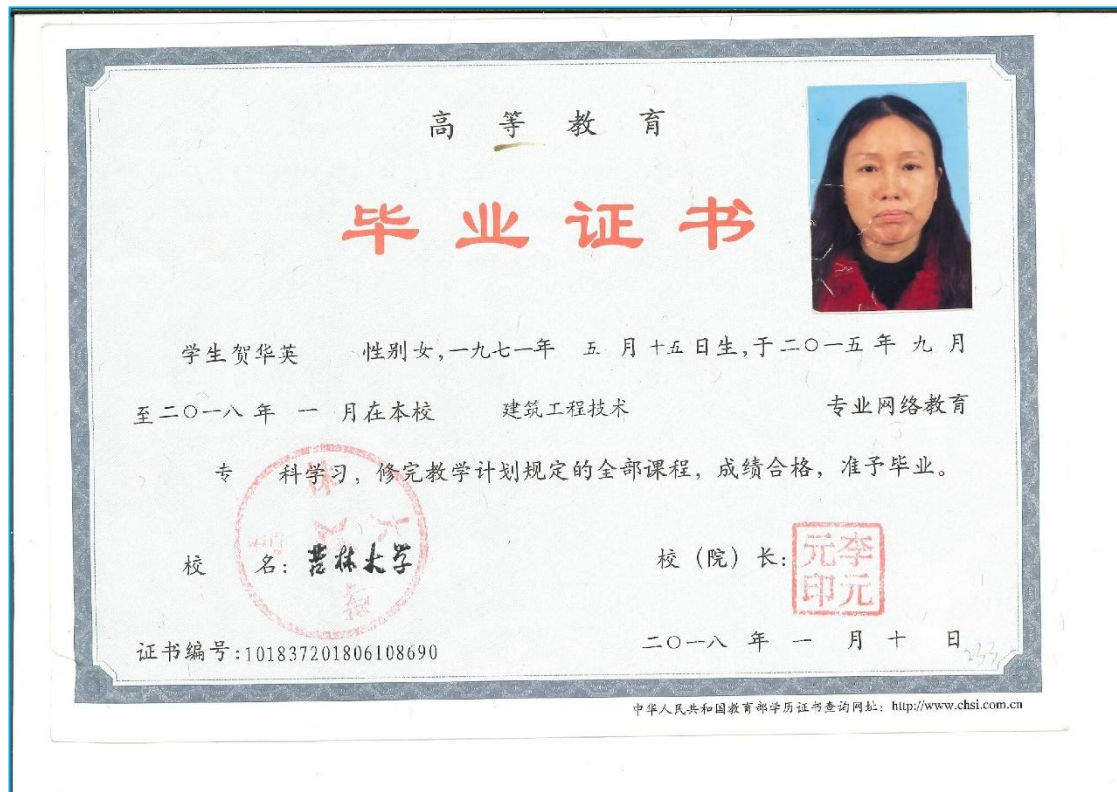 高等教育
毕业证书
学生贺华英 性别女,一九七一年 五 月十五日生,于二〇一五年 九 月
至二〇一八年 一 月在本校 建筑工程技术 专业网络教育
专 科学习，修完教学计划规定的全部课程，成绩合格，准予毕业。
校 名：吉林大学
校（院）长：
李元元印
证书编号:101837201806108690
二〇一八 年 一 月 十 日
233
中华人民共和国教育部学历证书查询网址：http://www.chsi.com.cn